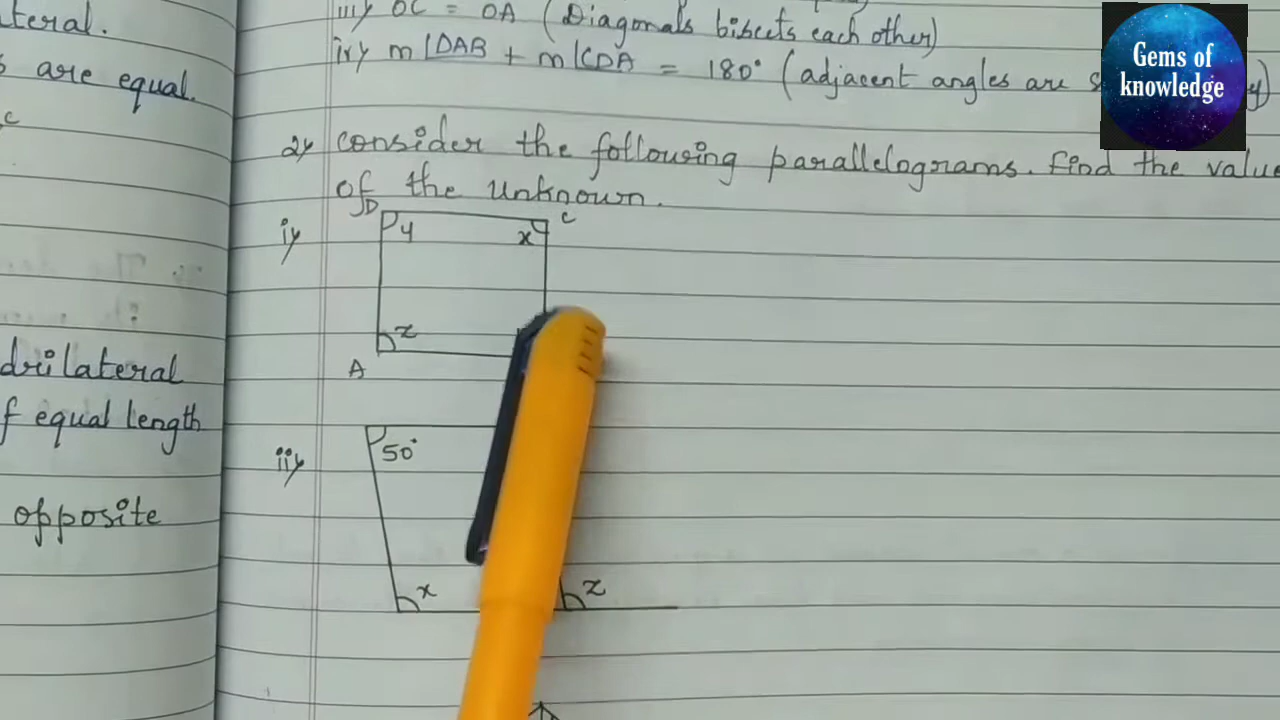 teral.
are equal.
c
drilateral
f equal length
opposite
iii) OC = OA (Diagonals bisects each other)
iv) m∠DAB + m∠CDA = 180° (adjacent angles are
2) Consider the following parallelograms. Find the value
of the unknown.
i) D C
y x
z
A
ii) 50°
x z
Gems of
knowledge